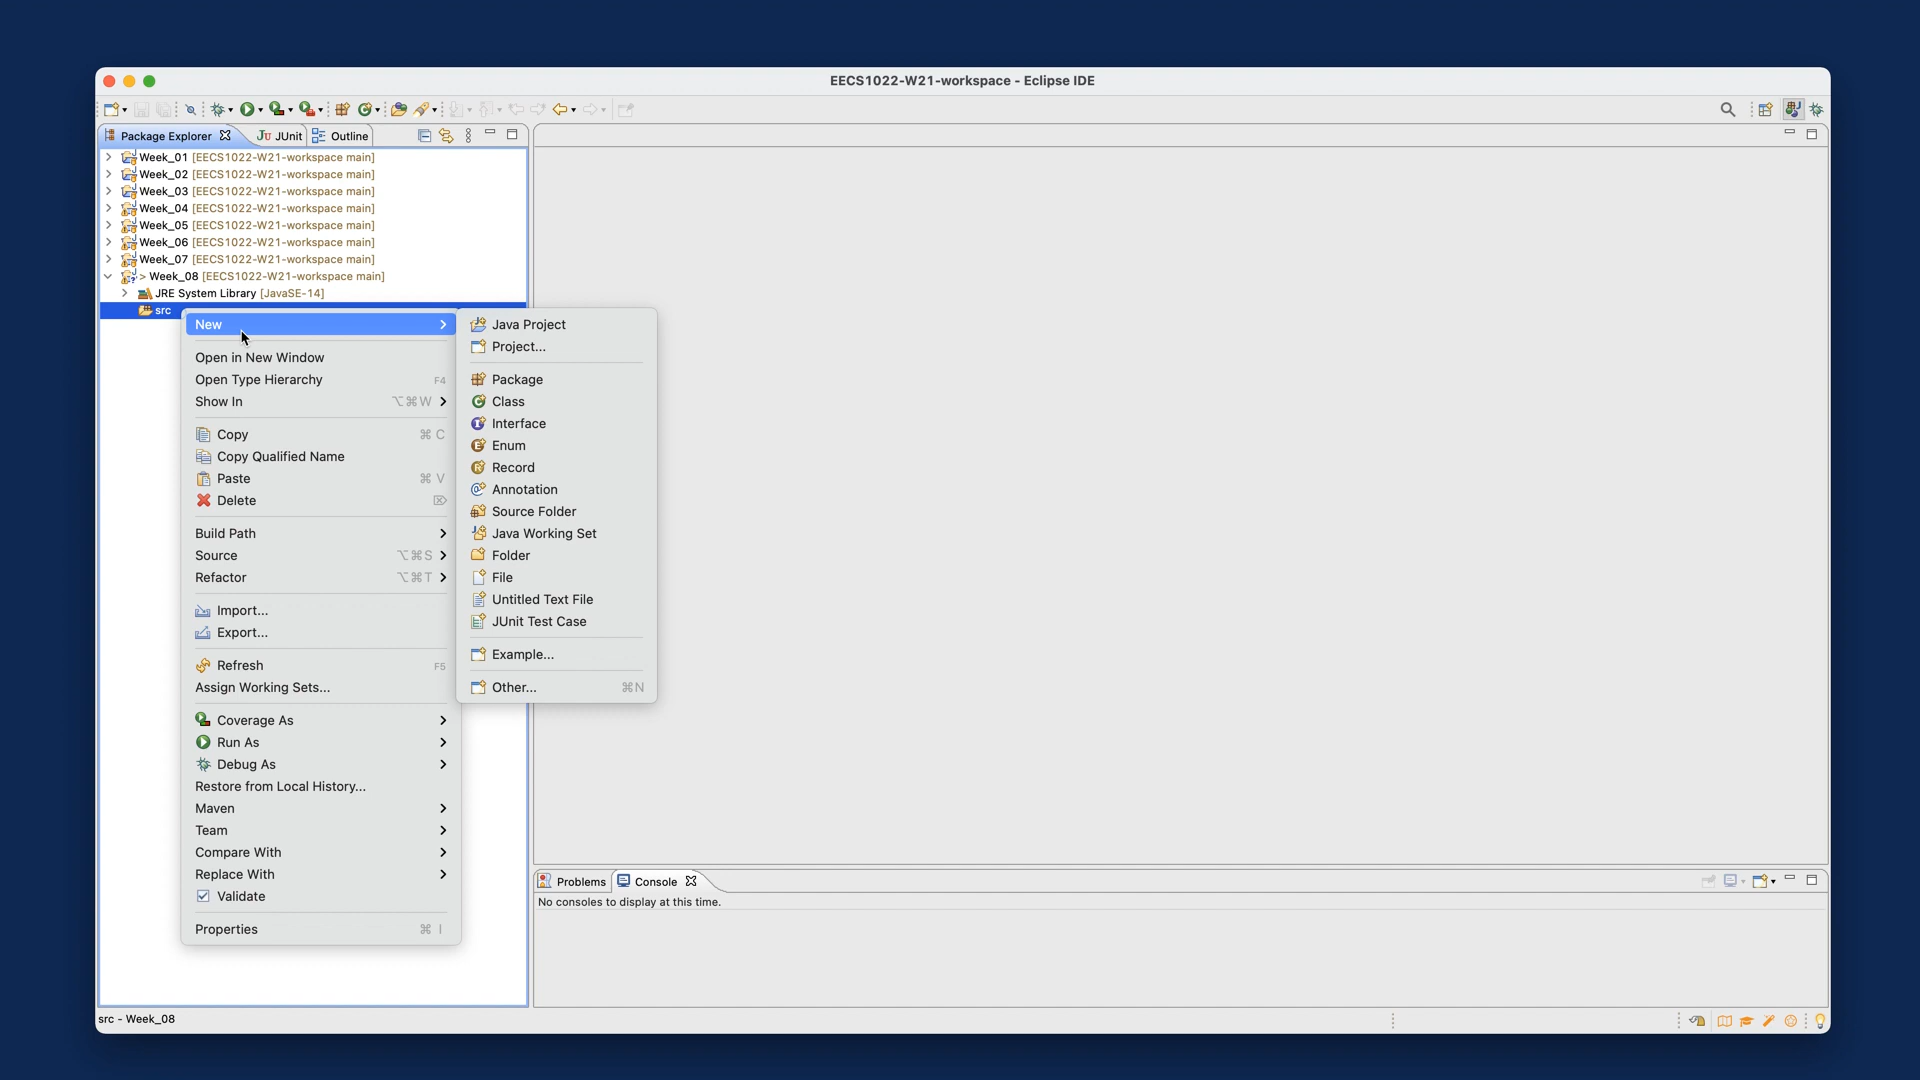 EECS1022-W21-workspace - Eclipse IDE
Package Explorer
JU JUnit
Outline
Week_01 [EECS1022-W21-workspace main]
Week_02 [EECS1022-W21-workspace main]
Week_03 [EECS1022-W21-workspace main]
Week_04 [EECS1022-W21-workspace main]
Week_05 [EECS1022-W21-workspace main]
Week_06 [EECS1022-W21-workspace main]
Week_07 [EECS1022-W21-workspace main]
> Week_08 [EECS1022-W21-workspace main]
JRE System Library [JavaSE-14]
src
New
Open in New Window
Open Type Hierarchy F4
Show In ⌥⌘W
Copy ⌘ C
Copy Qualified Name
Paste ⌘ V
Delete ⌦
Build Path
Source ⌥⌘S
Refactor ⌥⌘T
Import...
Export...
Refresh F5
Assign Working Sets...
Coverage As
Run As
Debug As
Restore from Local History...
Maven
Team
Compare With
Replace With
Validate
Properties ⌘ I
Java Project
Project...
Package
Class
Interface
Enum
Record
Annotation
Source Folder
Java Working Set
Folder
File
Untitled Text File
JUnit Test Case
Example...
Other... ⌘N
Problems
Console
No consoles to display at this time.
src - Week_08